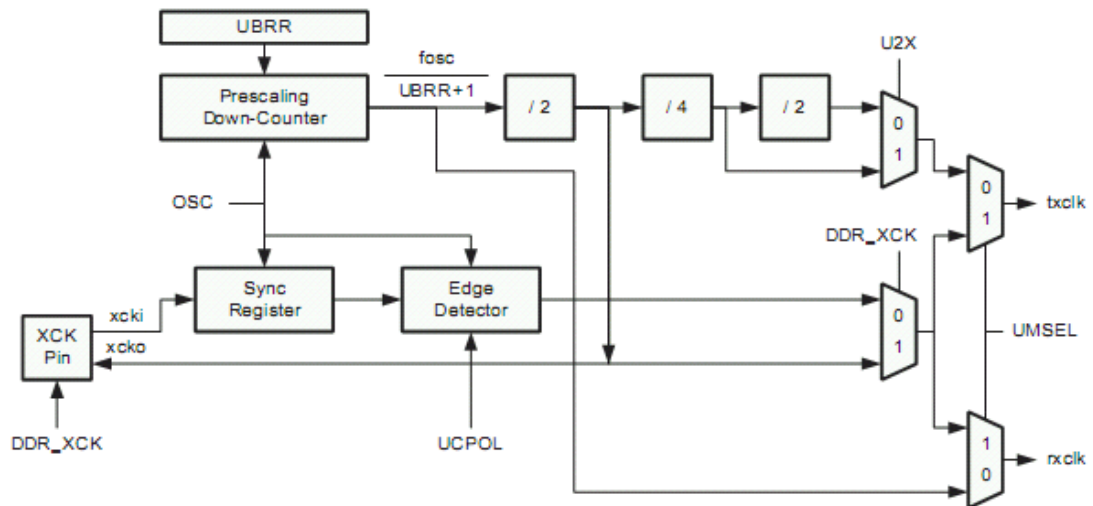 UBRR
fosc
U2X
Prescaling
Down-Counter
UBRR+1
/ 2
/ 4
/ 2
0
1
OSC
0
1
txclk
DDR_XCK
Sync
Register
Edge
Detector
xcki
0
1
UMSEL
XCK
Pin
xcko
DDR_XCK
UCPOL
1
0
rxclk